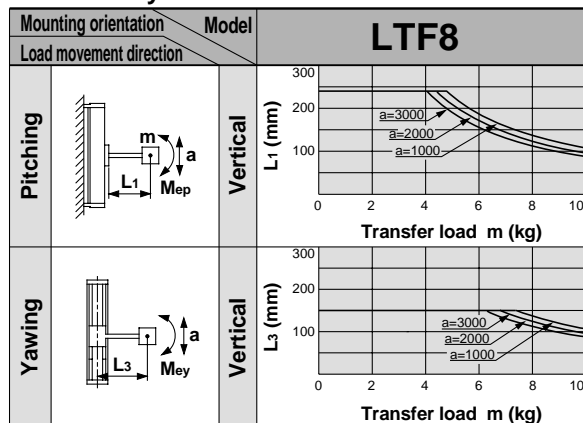 Mounting orientation Model
Load movement direction
LTF8
Pitching
m
a
L1
Mep
Vertical
L1 (mm)
300
200
100
a=3000
a=2000
a=1000
0 2 4 6 8 10
Transfer load m (kg)
Yawing
a
L3
Mey
Vertical
L3 (mm)
300
200
100
a=3000
a=2000
a=1000
0 2 4 6 8 10
Transfer load m (kg)